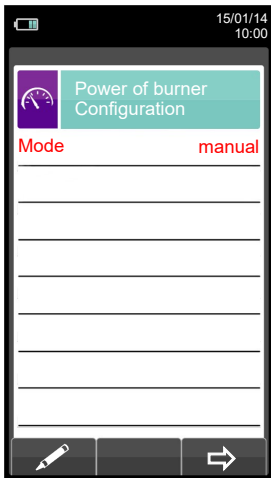 15/01/14
10:00
Power of burner
Configuration
Mode manual